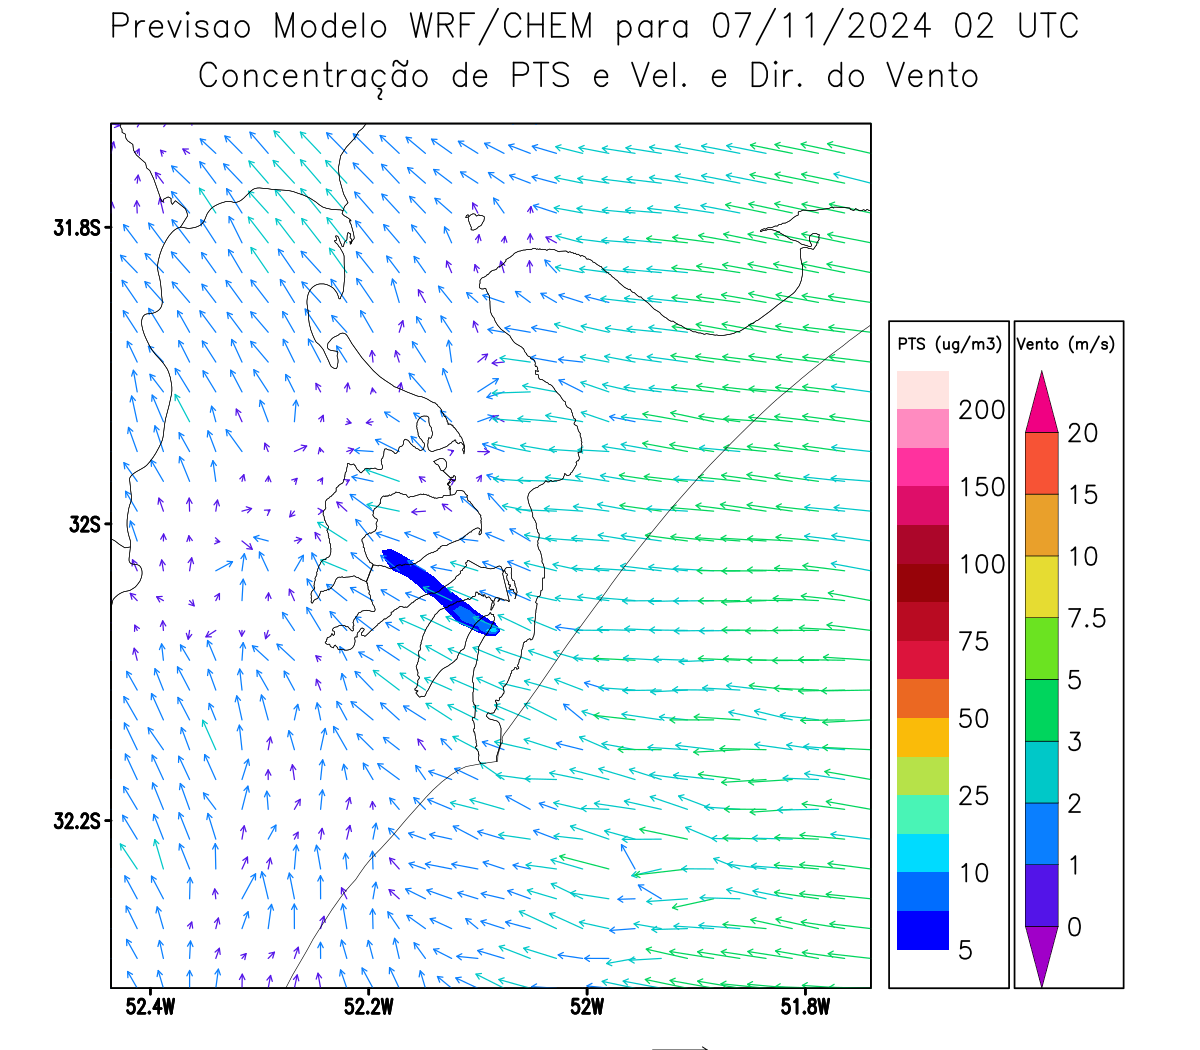 Previsao Modelo WRF/CHEM para 07/11/2024 02 UTC
Concentração de PTS e Vel. e Dir. do Vento
31.8S
32S
32.2S
52.4W
52.2W
52W
51.8W
PTS (ug/m3)
200
150
100
75
50
25
10
5
Vento (m/s)
20
15
10
7.5
5
3
2
1
0